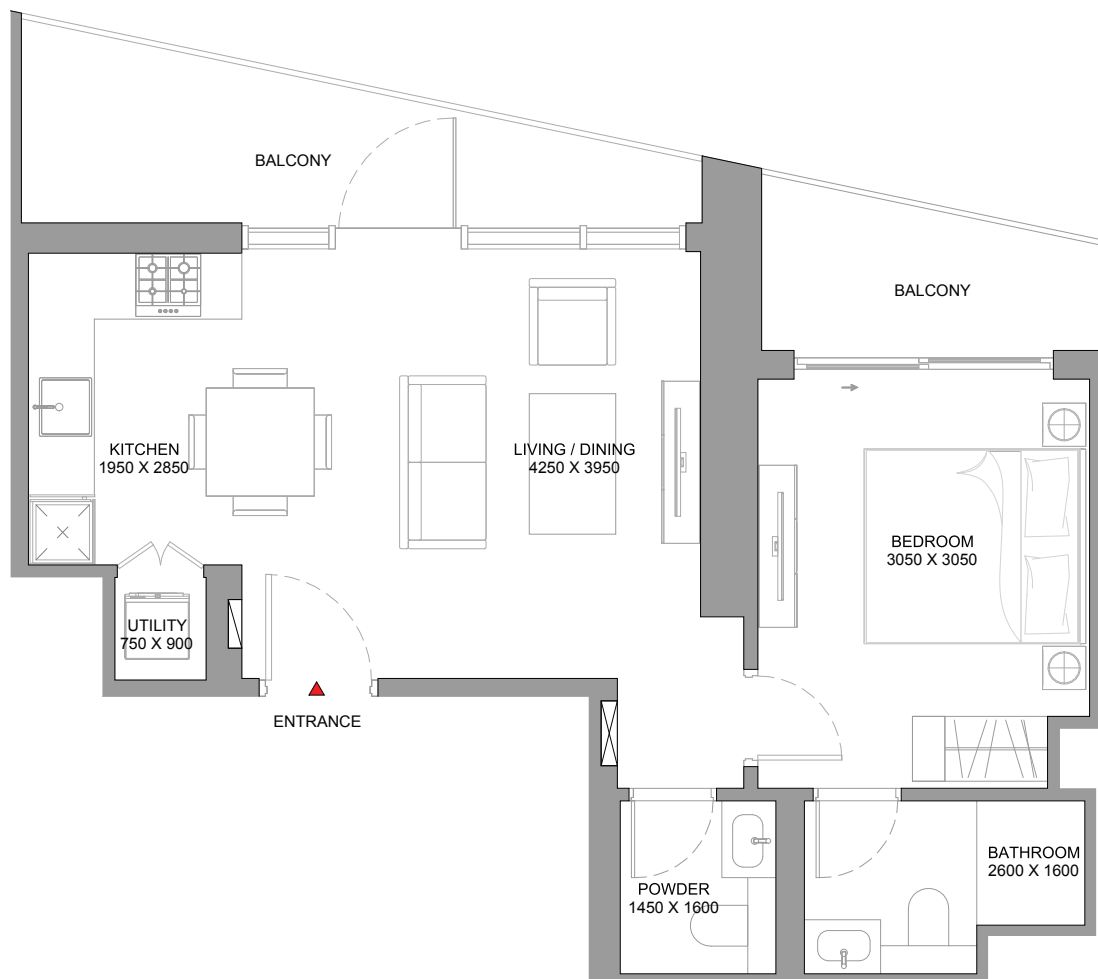 BALCONY
BALCONY
KITCHEN
1950 X 2850
LIVING / DINING
4250 X 3950
BEDROOM
3050 X 3050
UTILITY
750 X 900
ENTRANCE
BATHROOM
2600 X 1600
POWDER
1450 X 1600